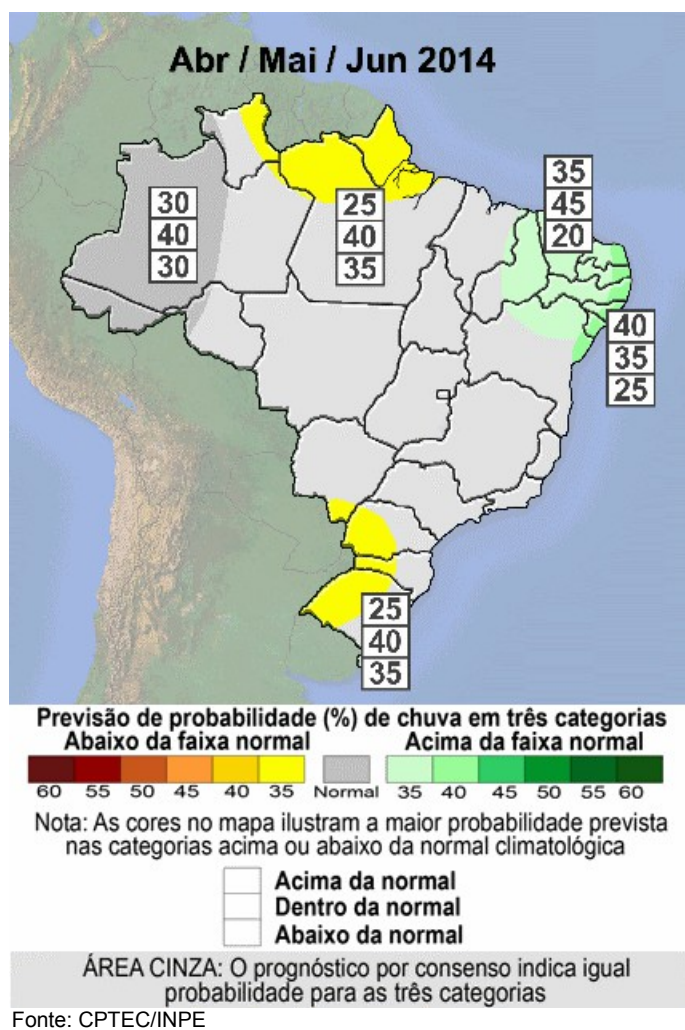 Abr / Mai / Jun 2014
35
45
20
30
40
30
25
40
35
40
35
25
25
40
35
Previsão de probabilidade (%) de chuva em três categorias
Abaixo da faixa normal Acima da faixa normal
60 55 50 45 40 35 Normal 35 40 45 50 55 60
Nota: As cores no mapa ilustram a maior probabilidade prevista
nas categorias acima ou abaixo da normal climatológica
Acima da normal
Dentro da normal
Abaixo da normal
ÁREA CINZA: O prognóstico por consenso indica igual
probabilidade para as três categorias
Fonte: CPTEC/INPE